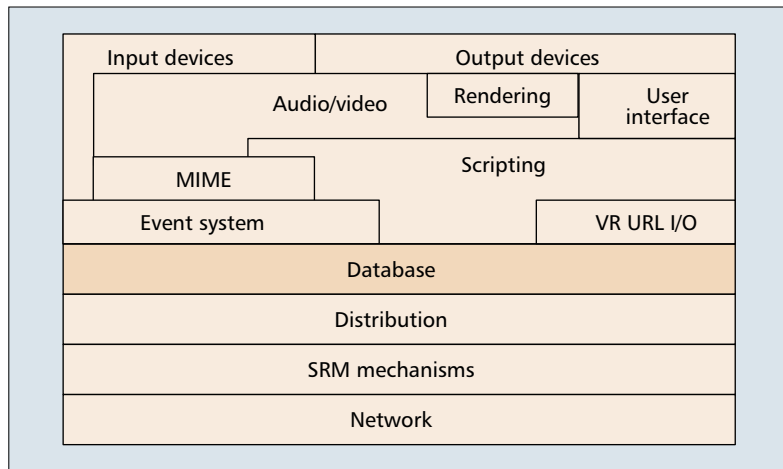 Input devices
Output devices
Audio/video
Rendering
User
interface
MIME
Scripting
Event system
VR URL I/O
Database
Distribution
SRM mechanisms
Network